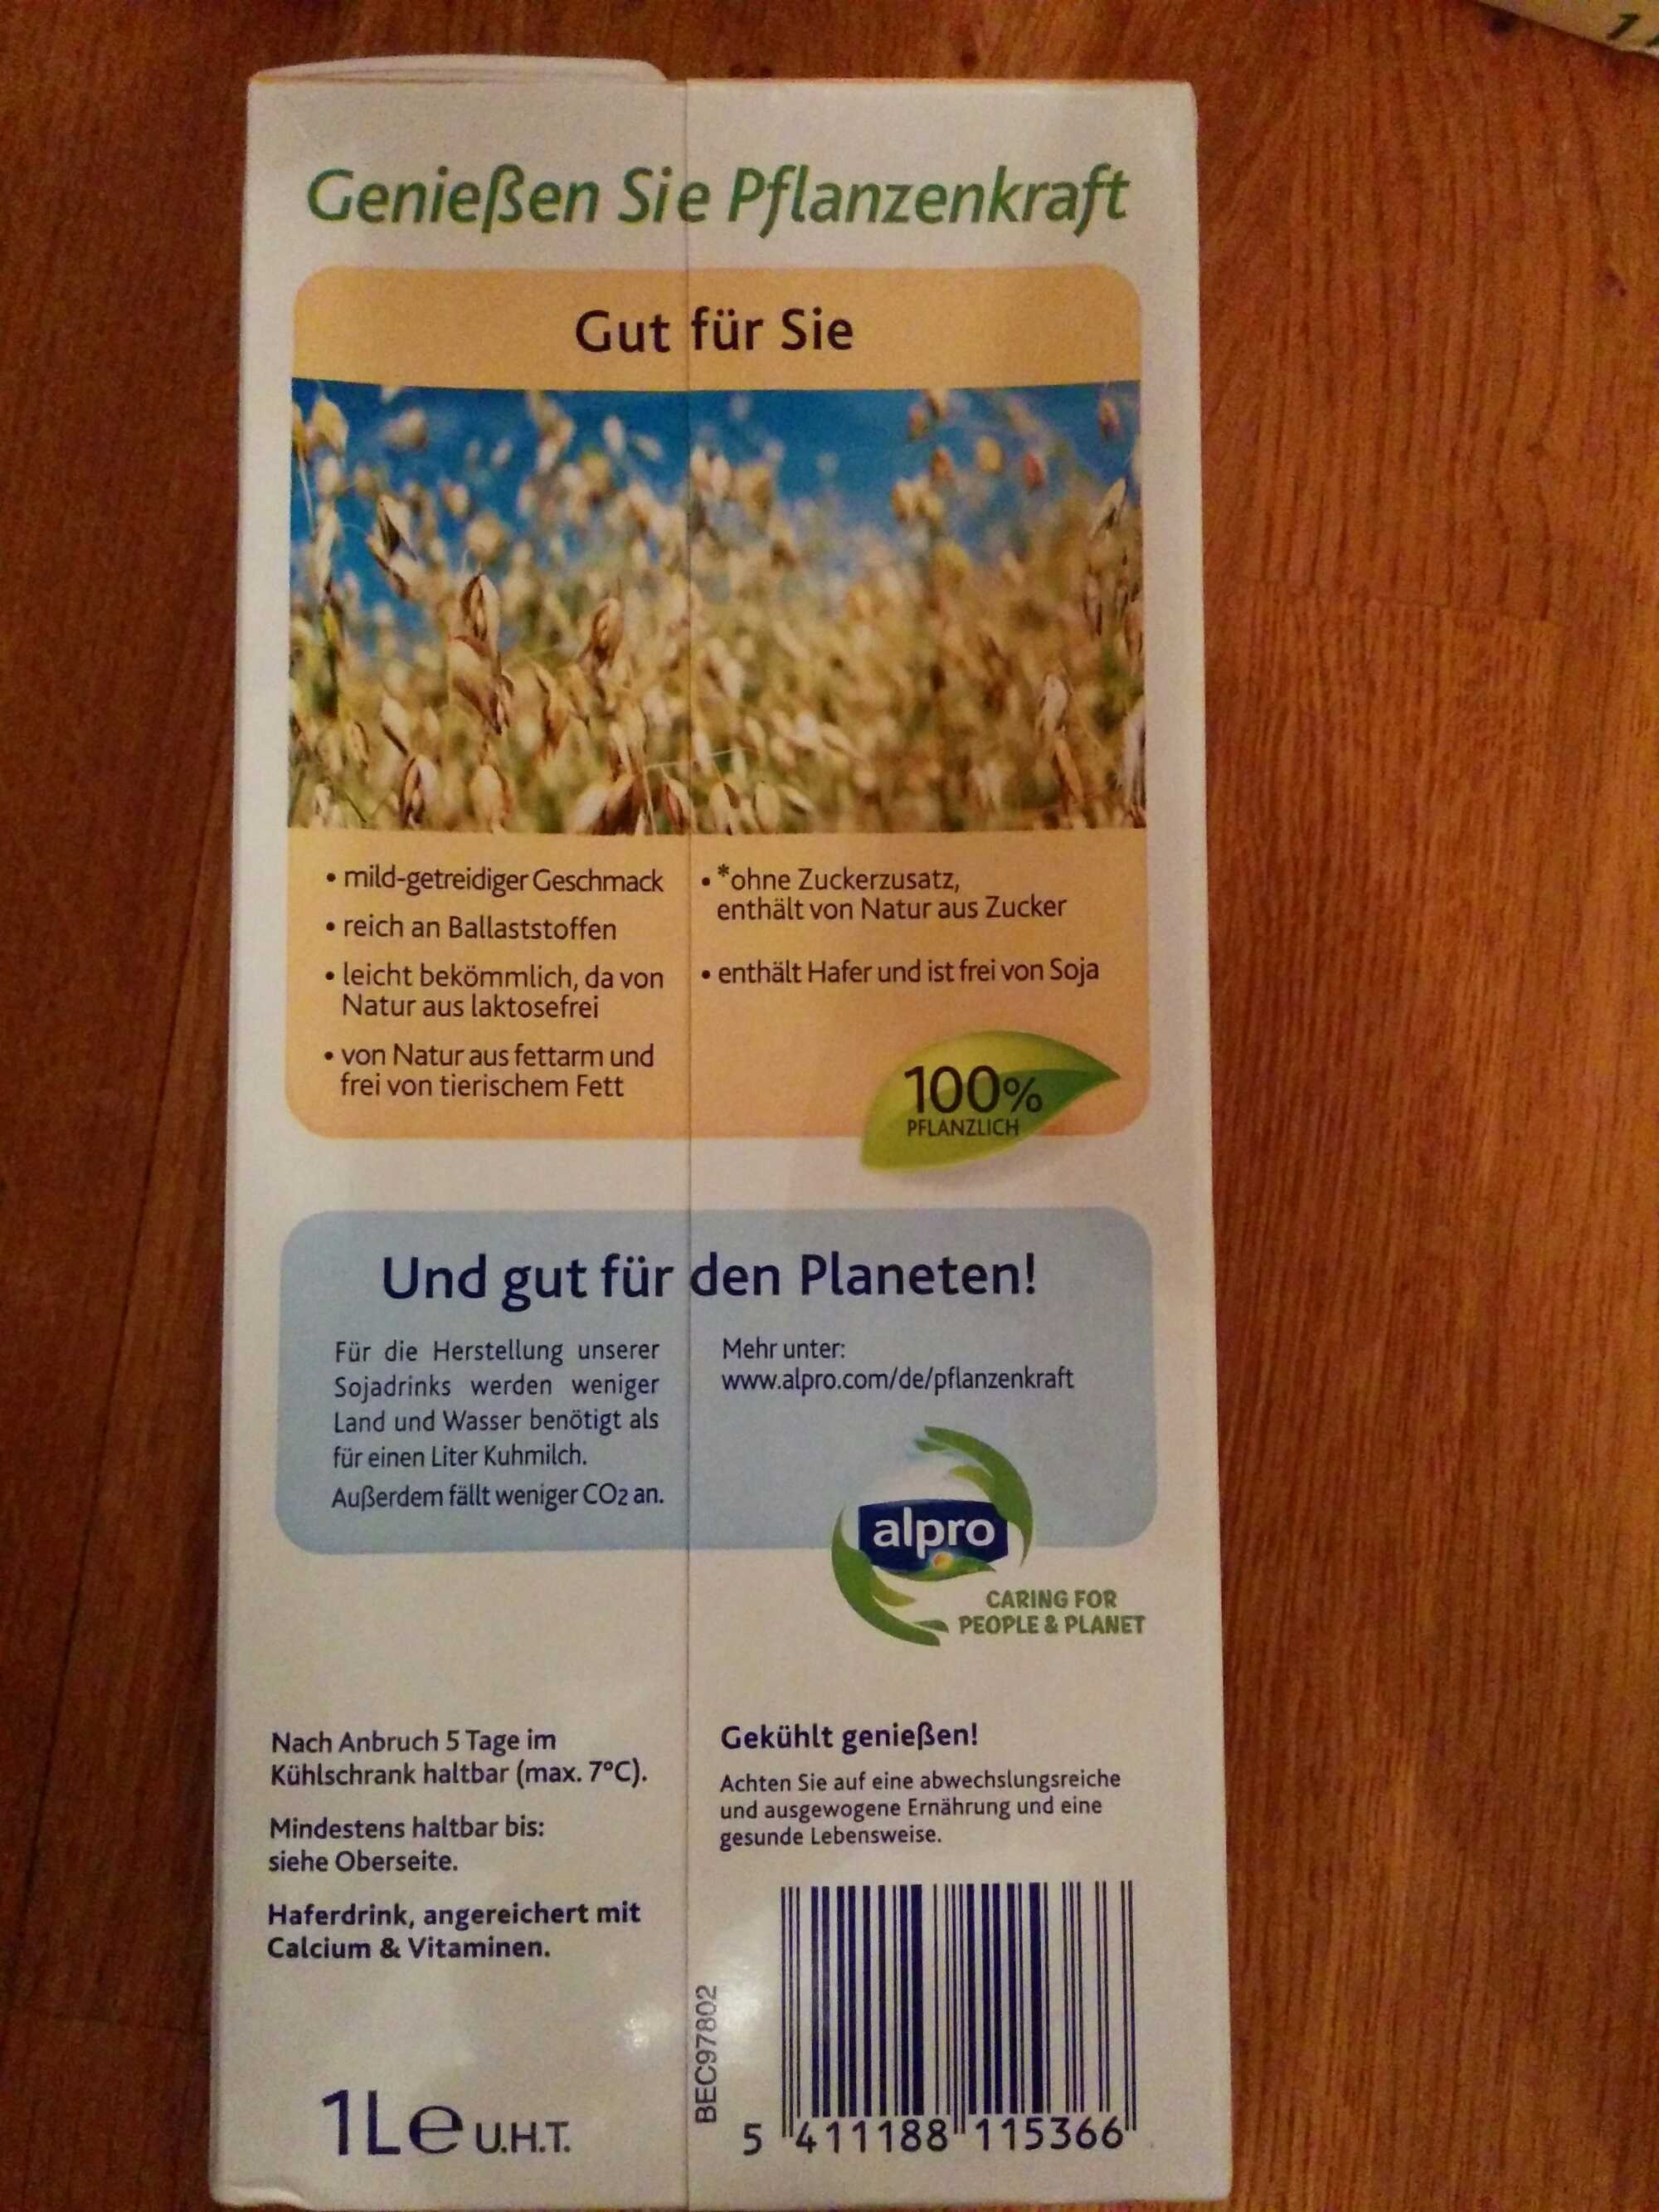 Genießen Sie Pflanzenkraft
Gut für Sie
• mild-getreidiger Geschmack
• reich an Ballaststoffen
• leicht bekömmlich, da von
Natur aus laktosefrei
• von Natur aus fettarm und
frei von tierischem Fett
• *ohne Zuckerzusatz,
enthält von Natur aus Zucker
• enthält Hafer und ist frei von Soja
100%
PFLANZLICH
Und gut für den Planeten!
Für die Herstellung unserer
Sojadrinks werden weniger
Land und Wasser benötigt als
für einen Liter Kuhmilch.
Außerdem fällt weniger CO2 an.
Mehr unter:
www.alpro.com/de/pflanzenkraft
alpro
CARING FOR
PEOPLE & PLANET
Nach Anbruch 5 Tage im
Kühlschrank haltbar (max. 7°C).
Mindestens haltbar bis:
siehe Oberseite.
Haferdrink, angereichert mit
Calcium & Vitaminen.
1L e U.H.T.
Gekühlt genießen!
Achten Sie auf eine abwechslungsreiche
und ausgewogene Ernährung und eine
gesunde Lebensweise.
BEC97802
5 411188 115366